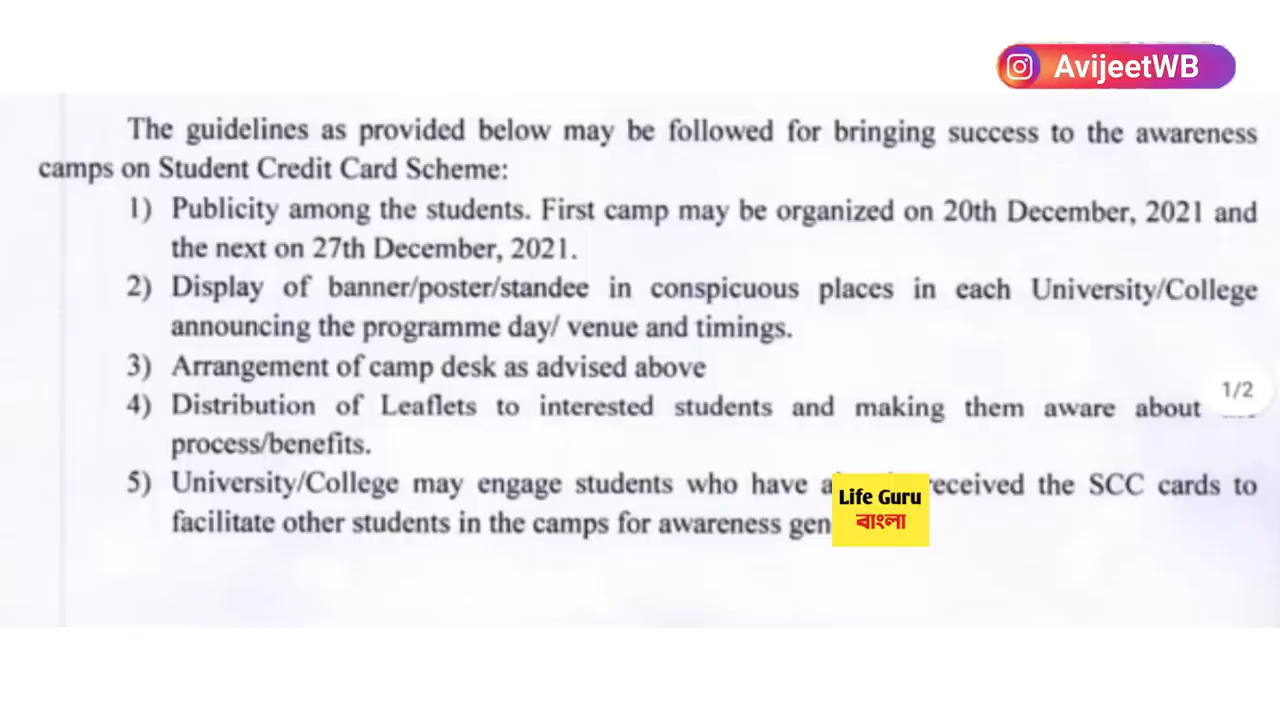 AvijeetWB
The guidelines as provided below may be followed for bringing success to the awareness
camps on Student Credit Card Scheme:
1) Publicity among the students. First camp may be organized on 20th December, 2021 and
the next on 27th December, 2021.
2) Display of banner/poster/standee in conspicuous places in each University/College
announcing the programme day/ venue and timings.
3) Arrangement of camp desk as advised above
1/2
4) Distribution of Leaflets to interested students and making them aware about
process/benefits.
5) University/College may engage students who have the SCC cards to
facilitate other students in the camps for awareness
Life Guru
বাংলা